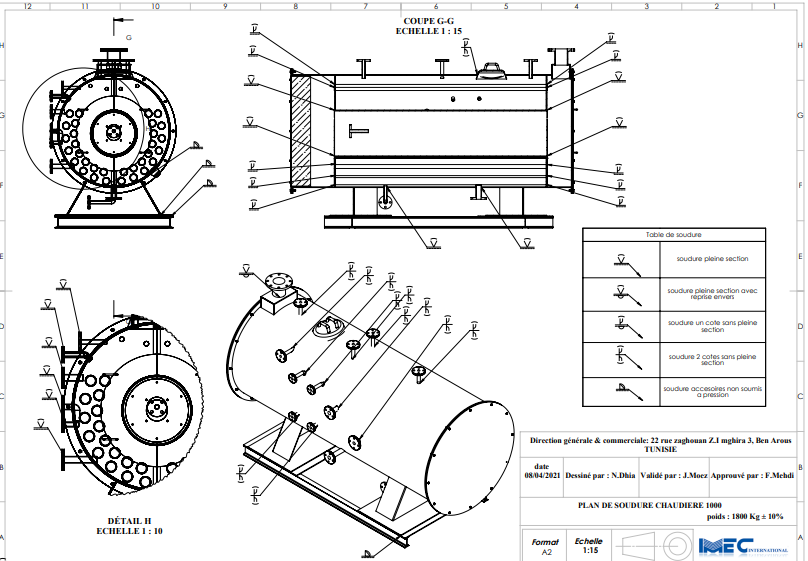 12 11 10 9 8 7 6 5 4 3 2 1
G
COUPE G-G
ECHELLE 1 : 15
H
H
G
G
F
F
E
E
D
D
C
C
B
B
A
A
Table de soudure
soudure pleine section
soudure pleine section avec
reprise envers
soudure un cote sans pleine
section
soudure 2 cotes sans pleine
section
soudure accesoires non soumis
a pression
DÉTAIL H
ECHELLE 1 : 10
Direction générale & commerciale: 22 rue zaghouan Z.I mghira 3, Ben Arous
TUNISIE
date
08/04/2021
Dessiné par : N.Dhia
Validé par : J.Moez
Approuvé par : F.Mehdi
PLAN DE SOUDURE CHAUDIERE 1000
poids : 1800 Kg ± 10%
Format
A2
Echelle
1:15
IMEC INTERNATIONAL